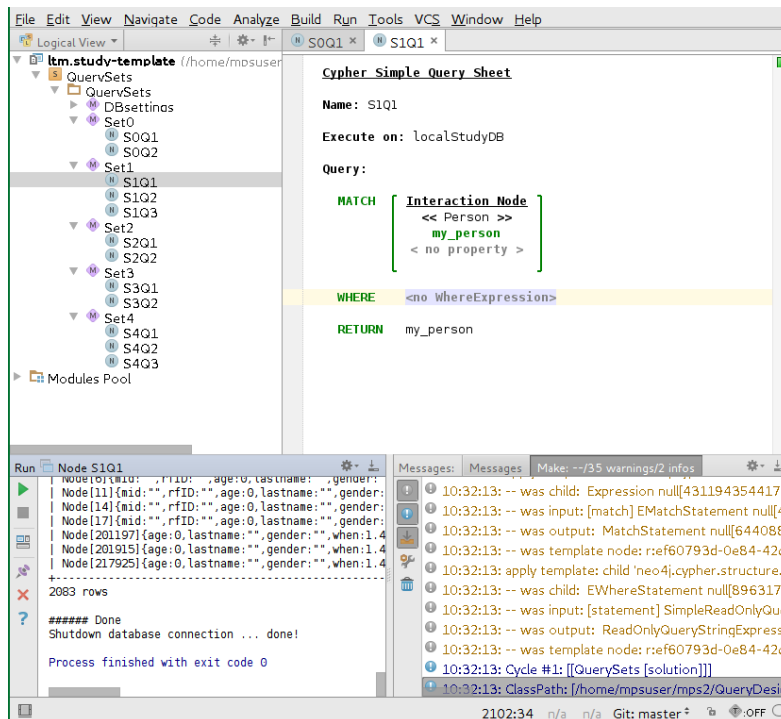 File Edit View Navigate Code Analyze Build Run Tools VCS Window Help
Logical View
S0Q1 × S1Q1 ×
ltm.study-template (/home/mpsuser
QuerySets
QuerySets
DBsettings
Set0
S0Q1
S0Q2
Set1
S1Q1
S1Q2
S1Q3
Set2
S2Q1
S2Q2
Set3
S3Q1
S3Q2
Set4
S4Q1
S4Q2
S4Q3
Modules Pool
Cypher Simple Query Sheet
Name: S1Q1
Execute on: localStudyDB
Query:
MATCH Interaction Node
<< Person >>
my_person
< no property >
WHERE <no WhereExpression>
RETURN my_person
Run Node S1Q1
| Node[6]{mid:"",rfID:"",age:0,lastname:"",gender:
| Node[11]{mid:"",rfID:"",age:0,lastname:"",gender:
| Node[14]{mid:"",rfID:"",age:0,lastname:"",gender:
| Node[17]{mid:"",rfID:"",age:0,lastname:"",gender:
| Node[201197]{age:0,lastname:"",gender:"",when:1.4
| Node[201915]{age:0,lastname:"",gender:"",when:1.4
| Node[217925]{age:0,lastname:"",gender:"",when:1.4
2083 rows
###### Done
Shutdown database connection ... done!
Process finished with exit code 0
Messages: Messages Make: --/35 warnings/2 infos
10:32:13: -- was child: Expression null[431194354417
10:32:13: -- was input: [match] EMatchStatement null[4
10:32:13: -- was output: MatchStatement null[644088
10:32:13: -- was template node: r:ef60793d-0e84-42c
10:32:13: apply template: child 'neo4j.cypher.structure.
10:32:13: -- was child: EWhereStatement null[896317
10:32:13: -- was input: [statement] SimpleReadOnlyQu
10:32:13: -- was output: ReadOnlyQueryStringExpress
10:32:13: -- was template node: r:ef60793d-0e84-42c
10:32:13: Cycle #1: [[QuerySets [solution]]]
10:32:13: ClassPath: [/home/mpsuser/mps2/QueryDesi
2102:34 n/a n/a Git: master T:OFF